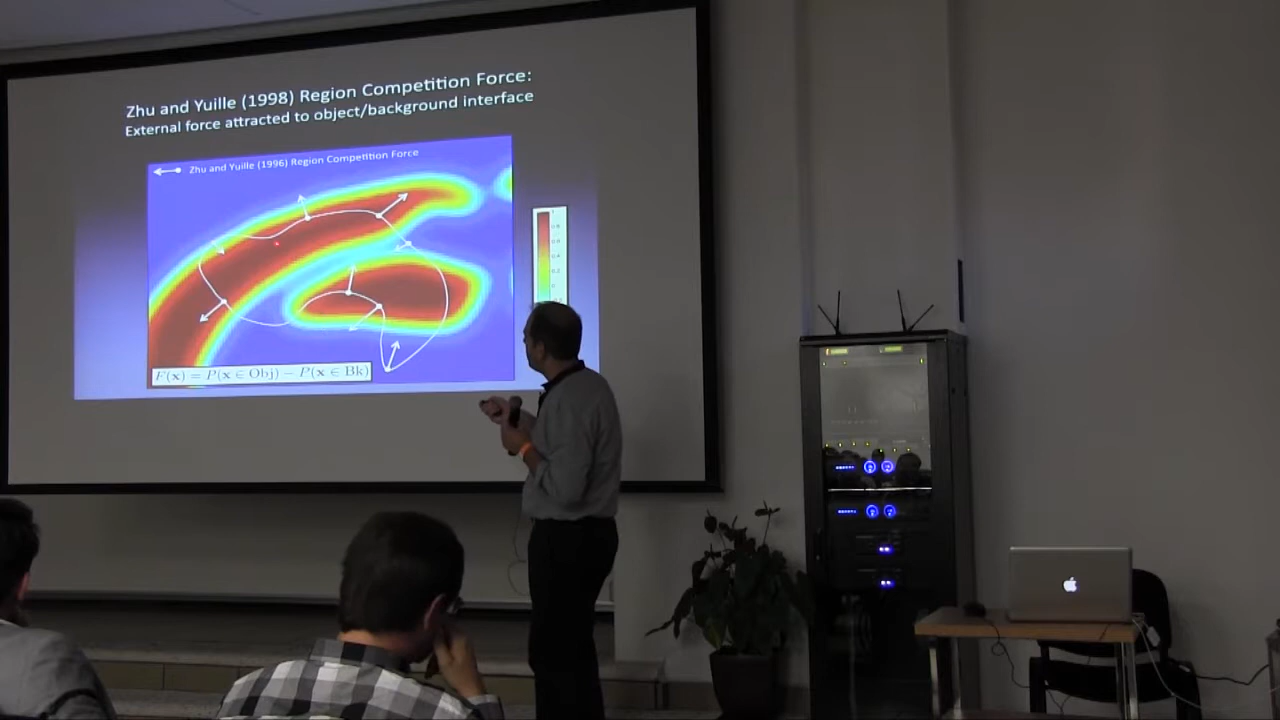 Zhu and Yuille (1998) Region Competition Force:
External force attracted to object/background interface
Zhu and Yuille (1996) Region Competition Force
F(x) = P(x ∈ Obj) − P(x ∈ Bk)